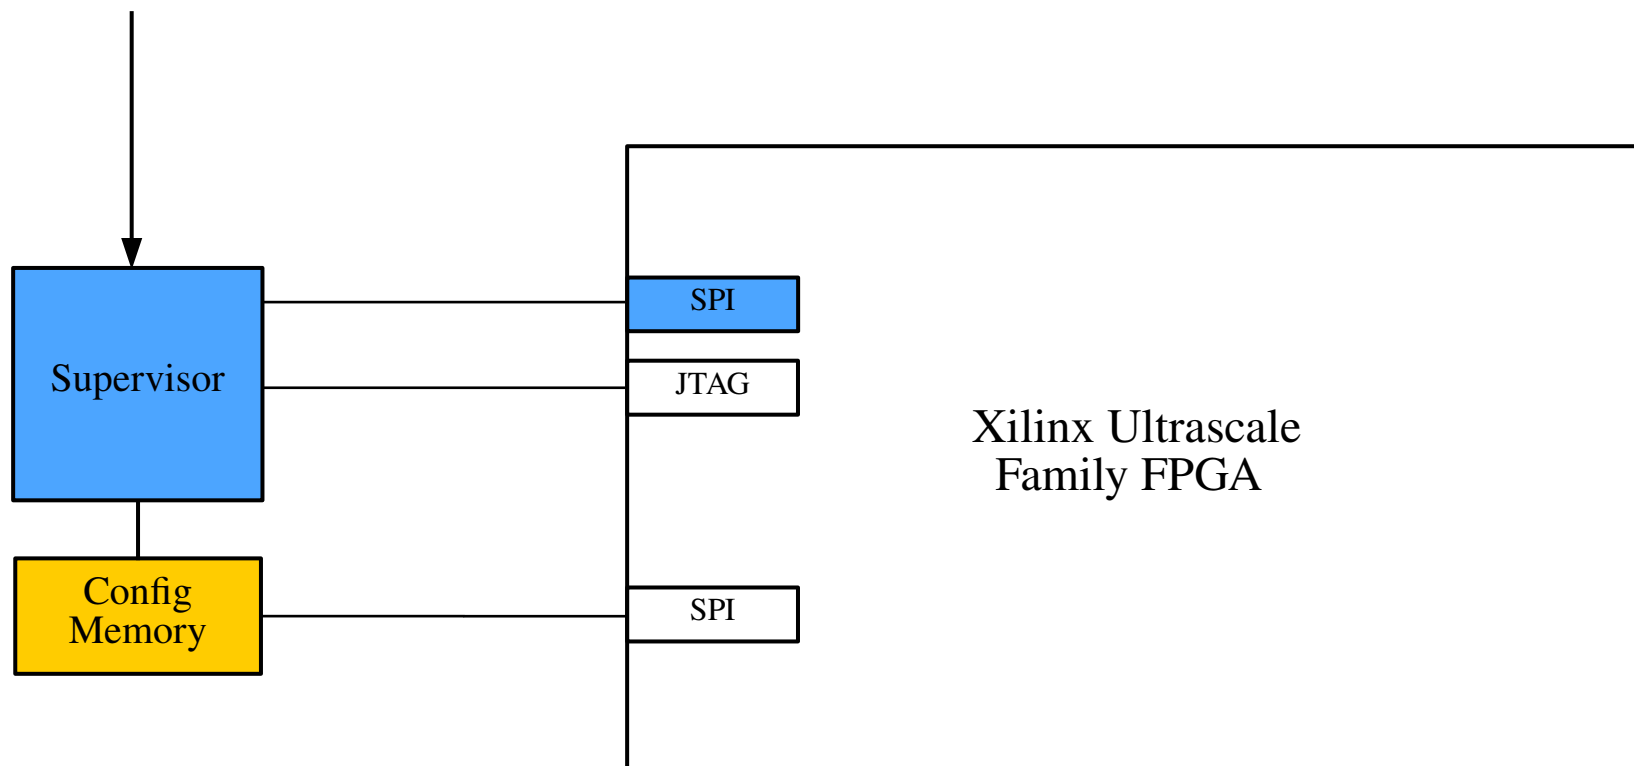 SPI
Supervisor
JTAG
Xilinx Ultrascale
Family FPGA
Config
Memory
SPI